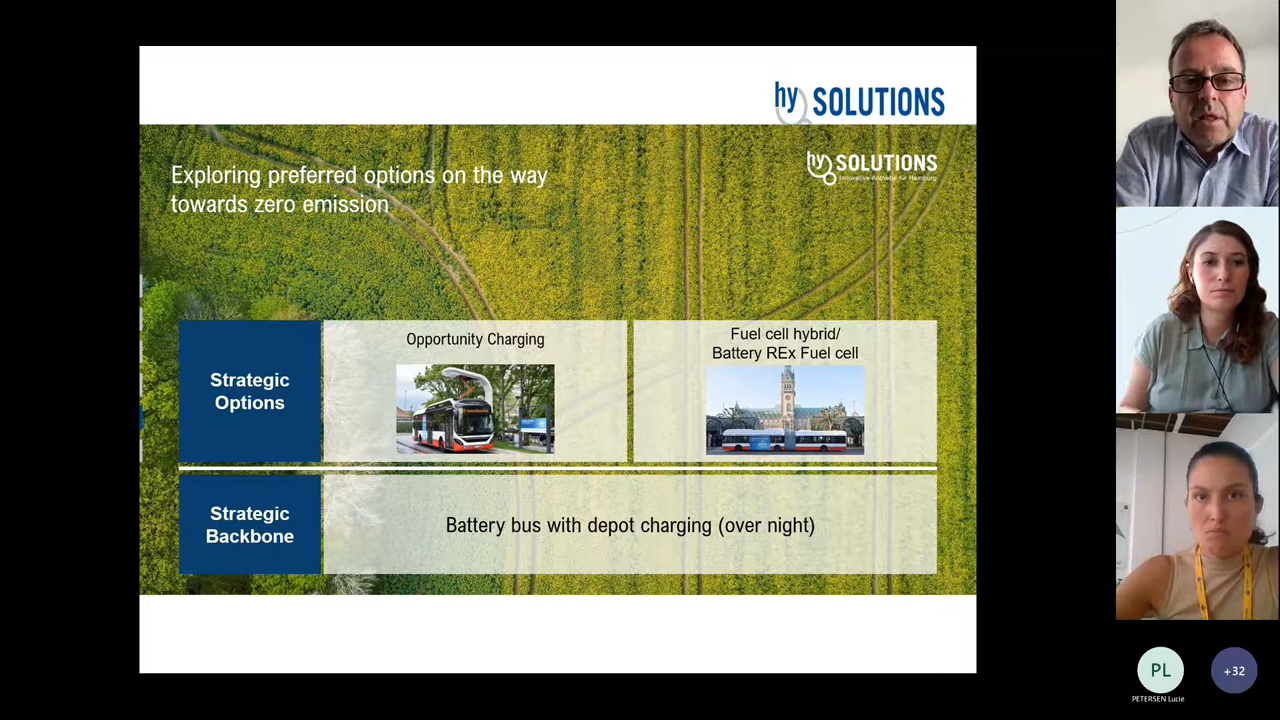 hy SOLUTIONS
hy SOLUTIONS
Innovative Antriebe für Hamburg
Exploring preferred options on the way
towards zero emission
Strategic
Options
Opportunity Charging
Fuel cell hybrid/
Battery REx Fuel cell
Strategic
Backbone
Battery bus with depot charging (over night)
PL
+32
PETERSEN Lucie